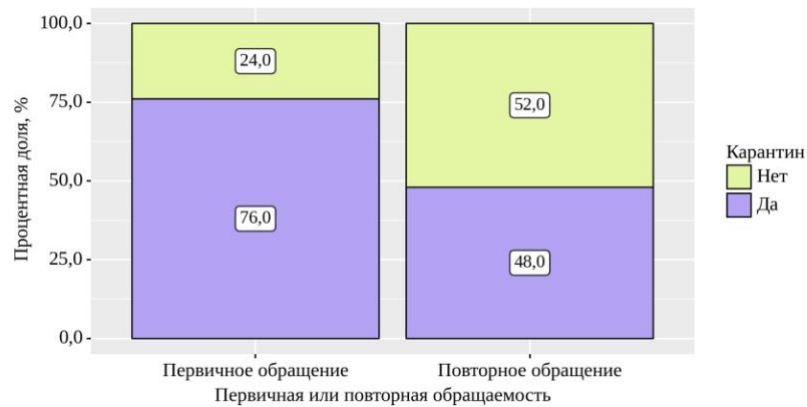 Процентная доля, %
100,0
75,0
50,0
25,0
0,0
24,0
76,0
52,0
48,0
Первичное обращение
Повторное обращение
Первичная или повторная обращаемость
Карантин
Нет
Да